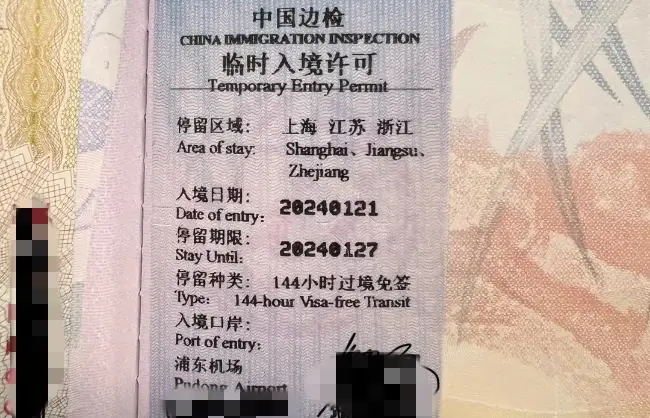 中国边检
CHINA IMMIGRATION INSPECTION
临时入境许可
Temporary Entry Permit
停留区域： 上海 江苏 浙江
Area of stay: Shanghai、Jiangsu、
Zhejiang
入境日期：
Date of entry: 20240121
停留期限：
Stay Until: 20240127
停留种类： 144小时过境免签
Type: 144-hour Visa-free Transit
入境口岸：
Port of entry:
浦东机场
Pudong Airport